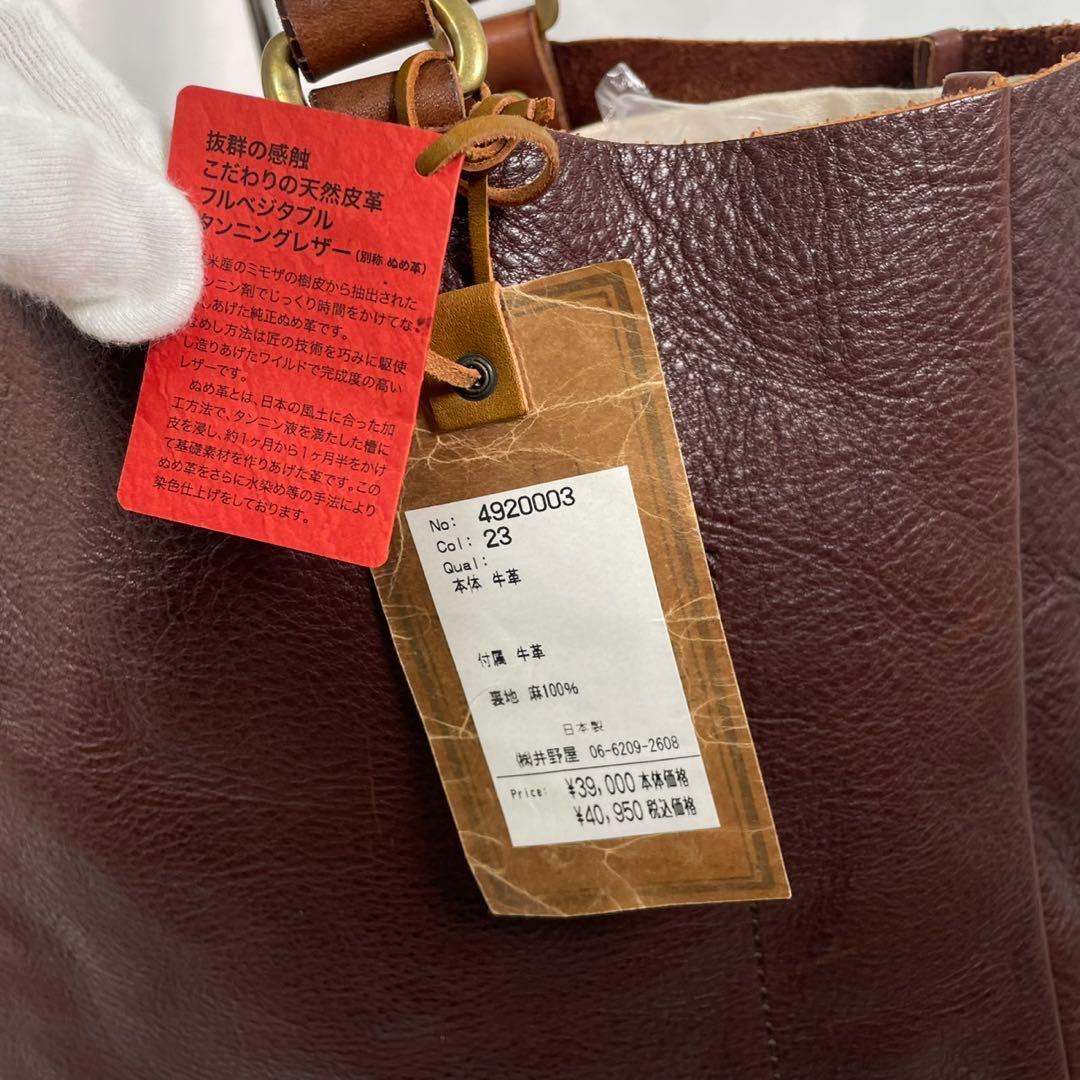 抜群の感触
こだわりの天然皮革
フルベジタブル
タンニングレザー(別称 ぬめ革)
米産のミモザの樹皮から抽出された
ンニン剤でじっくり時間をかけてな
しあげた純正ぬめ革です。
なめし方法は匠の技術を巧みに駆使
し造りあげたワイルドで完成度の高い
レザーです。
ぬめ革とは、日本の風土に合った加
工方法で、タンニン液を満たした槽に
皮を浸し、約1ヶ月から1ヶ月半をかけ
て基礎素材を作りあげた革です。この
ぬめ革をさらに水染め等の手法により
染色仕上げをしております。
No: 4920003
Col: 23
Qual:
本体 牛革
付属 牛革
裏地 麻100%
日本製
㈱井野屋 06-6209-2608
Price: ¥39,000 本体価格
¥40,950 税込価格